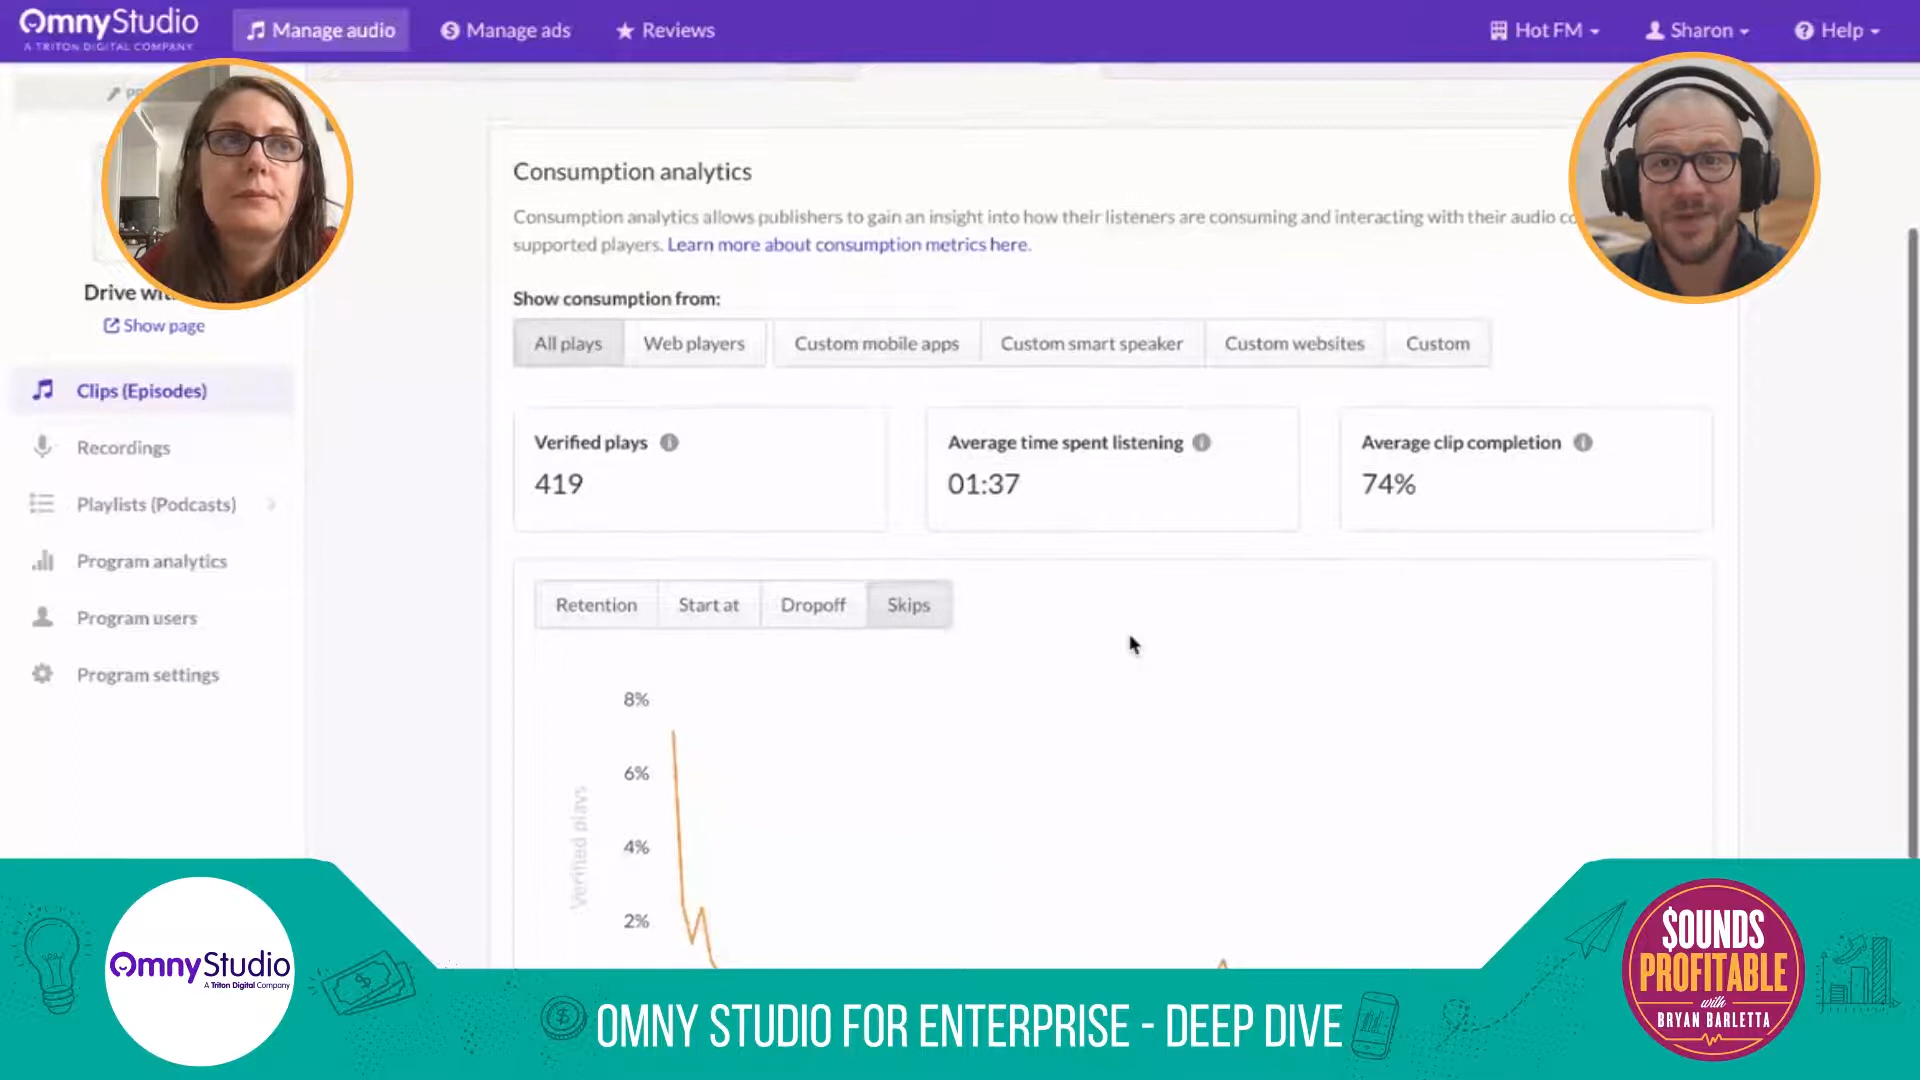 OmnyStudio
A TRITON DIGITAL COMPANY
Manage audio
Manage ads
Reviews
Hot FM
Sharon
Help
Drive
Show page
Clips (Episodes)
Recordings
Playlists (Podcasts)
Program analytics
Program users
Program settings
Consumption analytics
Consumption analytics allows publishers to gain an insight into how their listeners are consuming and interacting with their audio
supported players. Learn more about consumption metrics here.
Show consumption from:
All plays
Web players
Custom mobile apps
Custom smart speaker
Custom websites
Custom
Verified plays
419
Average time spent listening
01:37
Average clip completion
74%
Retention
Start at
Dropoff
Skips
8%
6%
4%
2%
Verified plays
OmnyStudio
A Triton Digital Company
OMNY STUDIO FOR ENTERPRISE - DEEP DIVE
$OUNDS
PROFITABLE
with
BRYAN BARLETTA